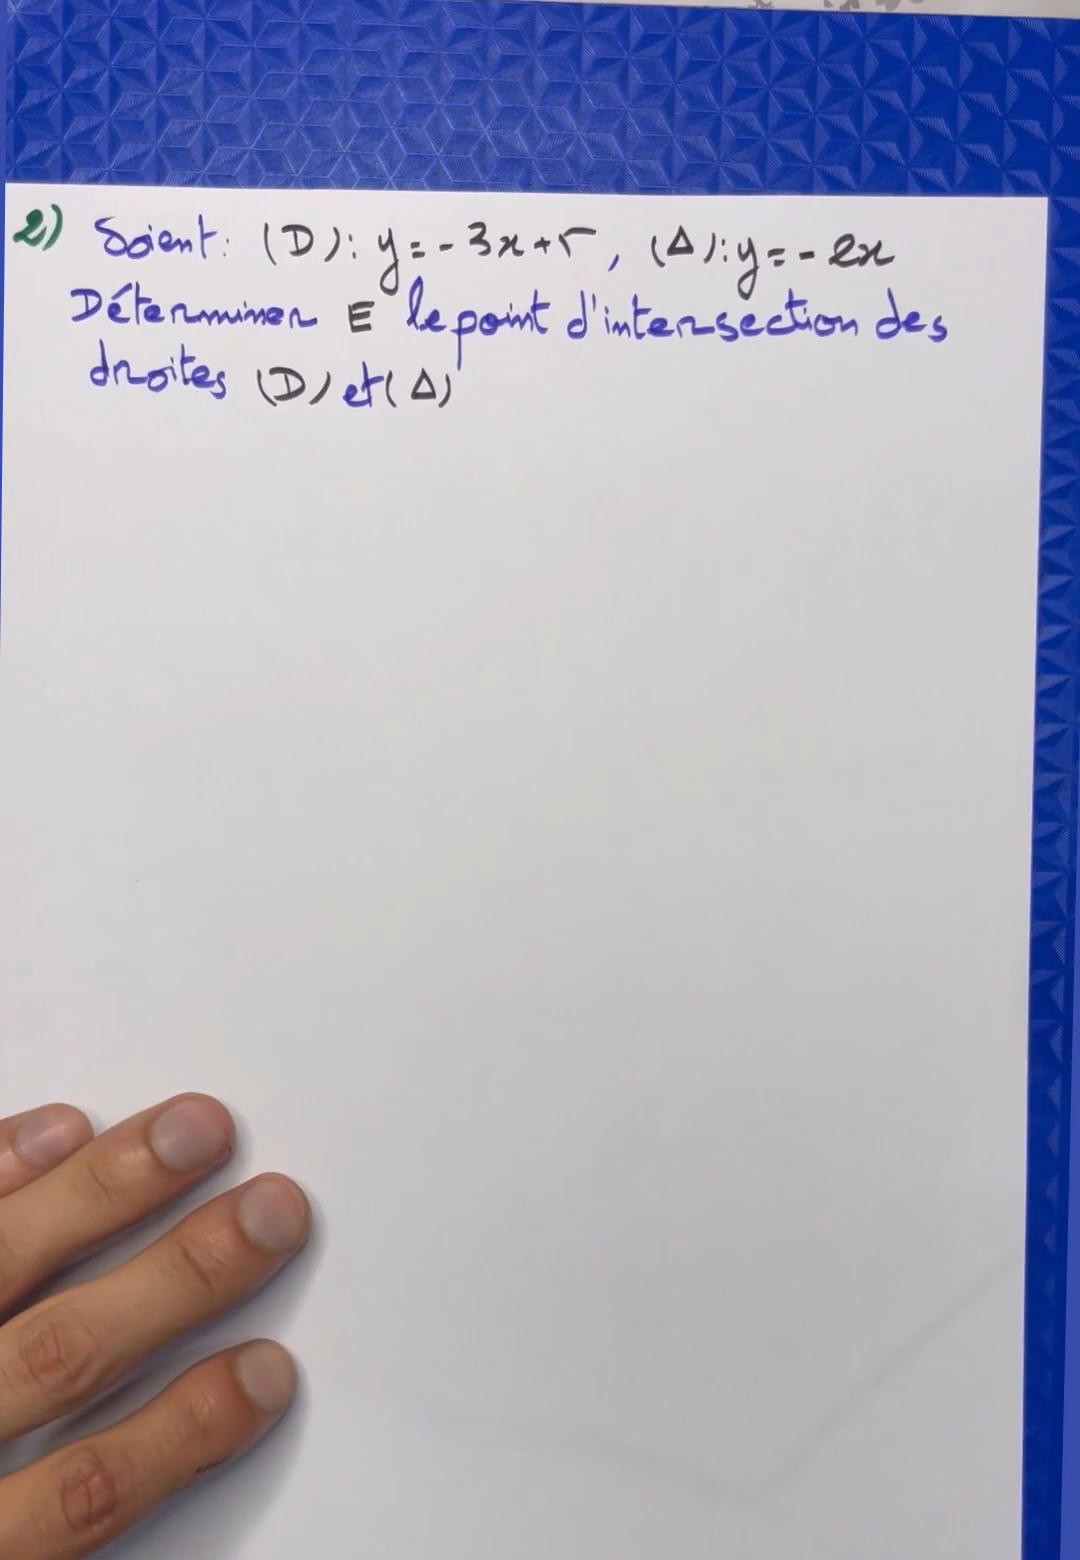 2) Soient: (D): y = -3x+5, (Δ): y = -2x
Déterminer E le point d'intersection des
droites (D) et (Δ)